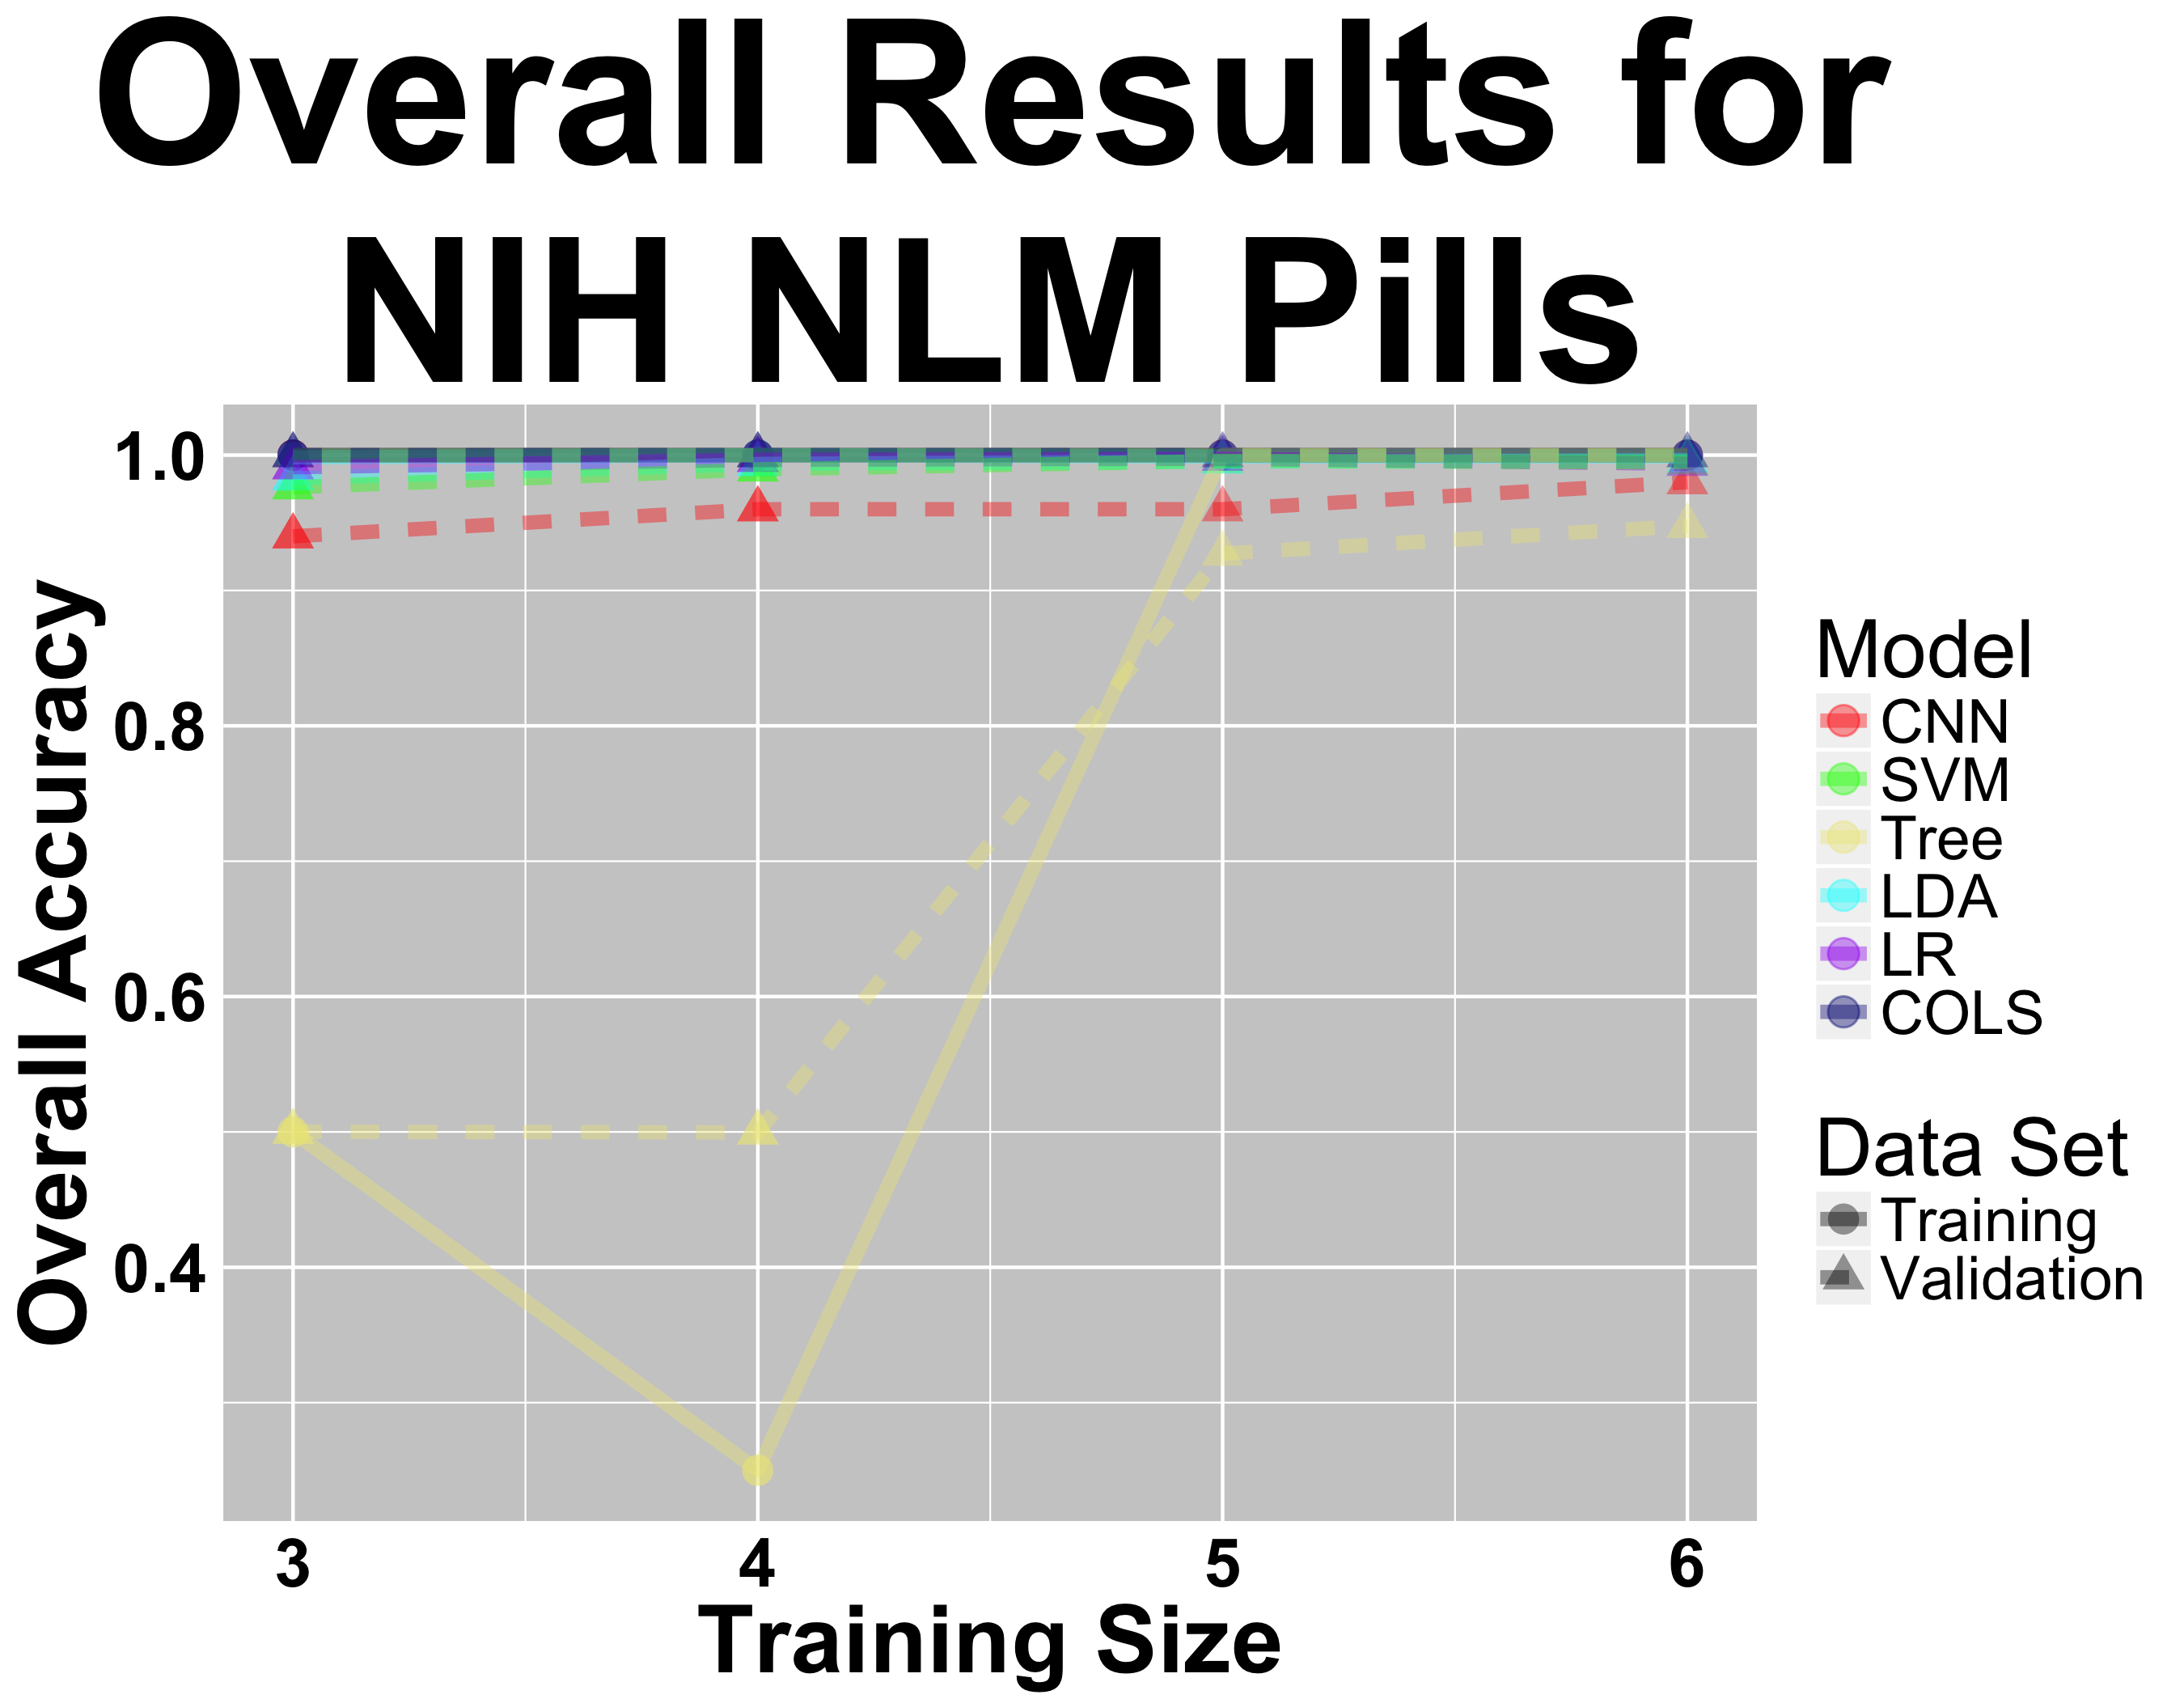 Overall Results for
NIH NLM Pills
Overall Accuracy
1.0
0.8
0.6
0.4
3 4 5 6
Training Size
Model
CNN
SVM
Tree
LDA
LR
COLS
Data Set
Training
Validation